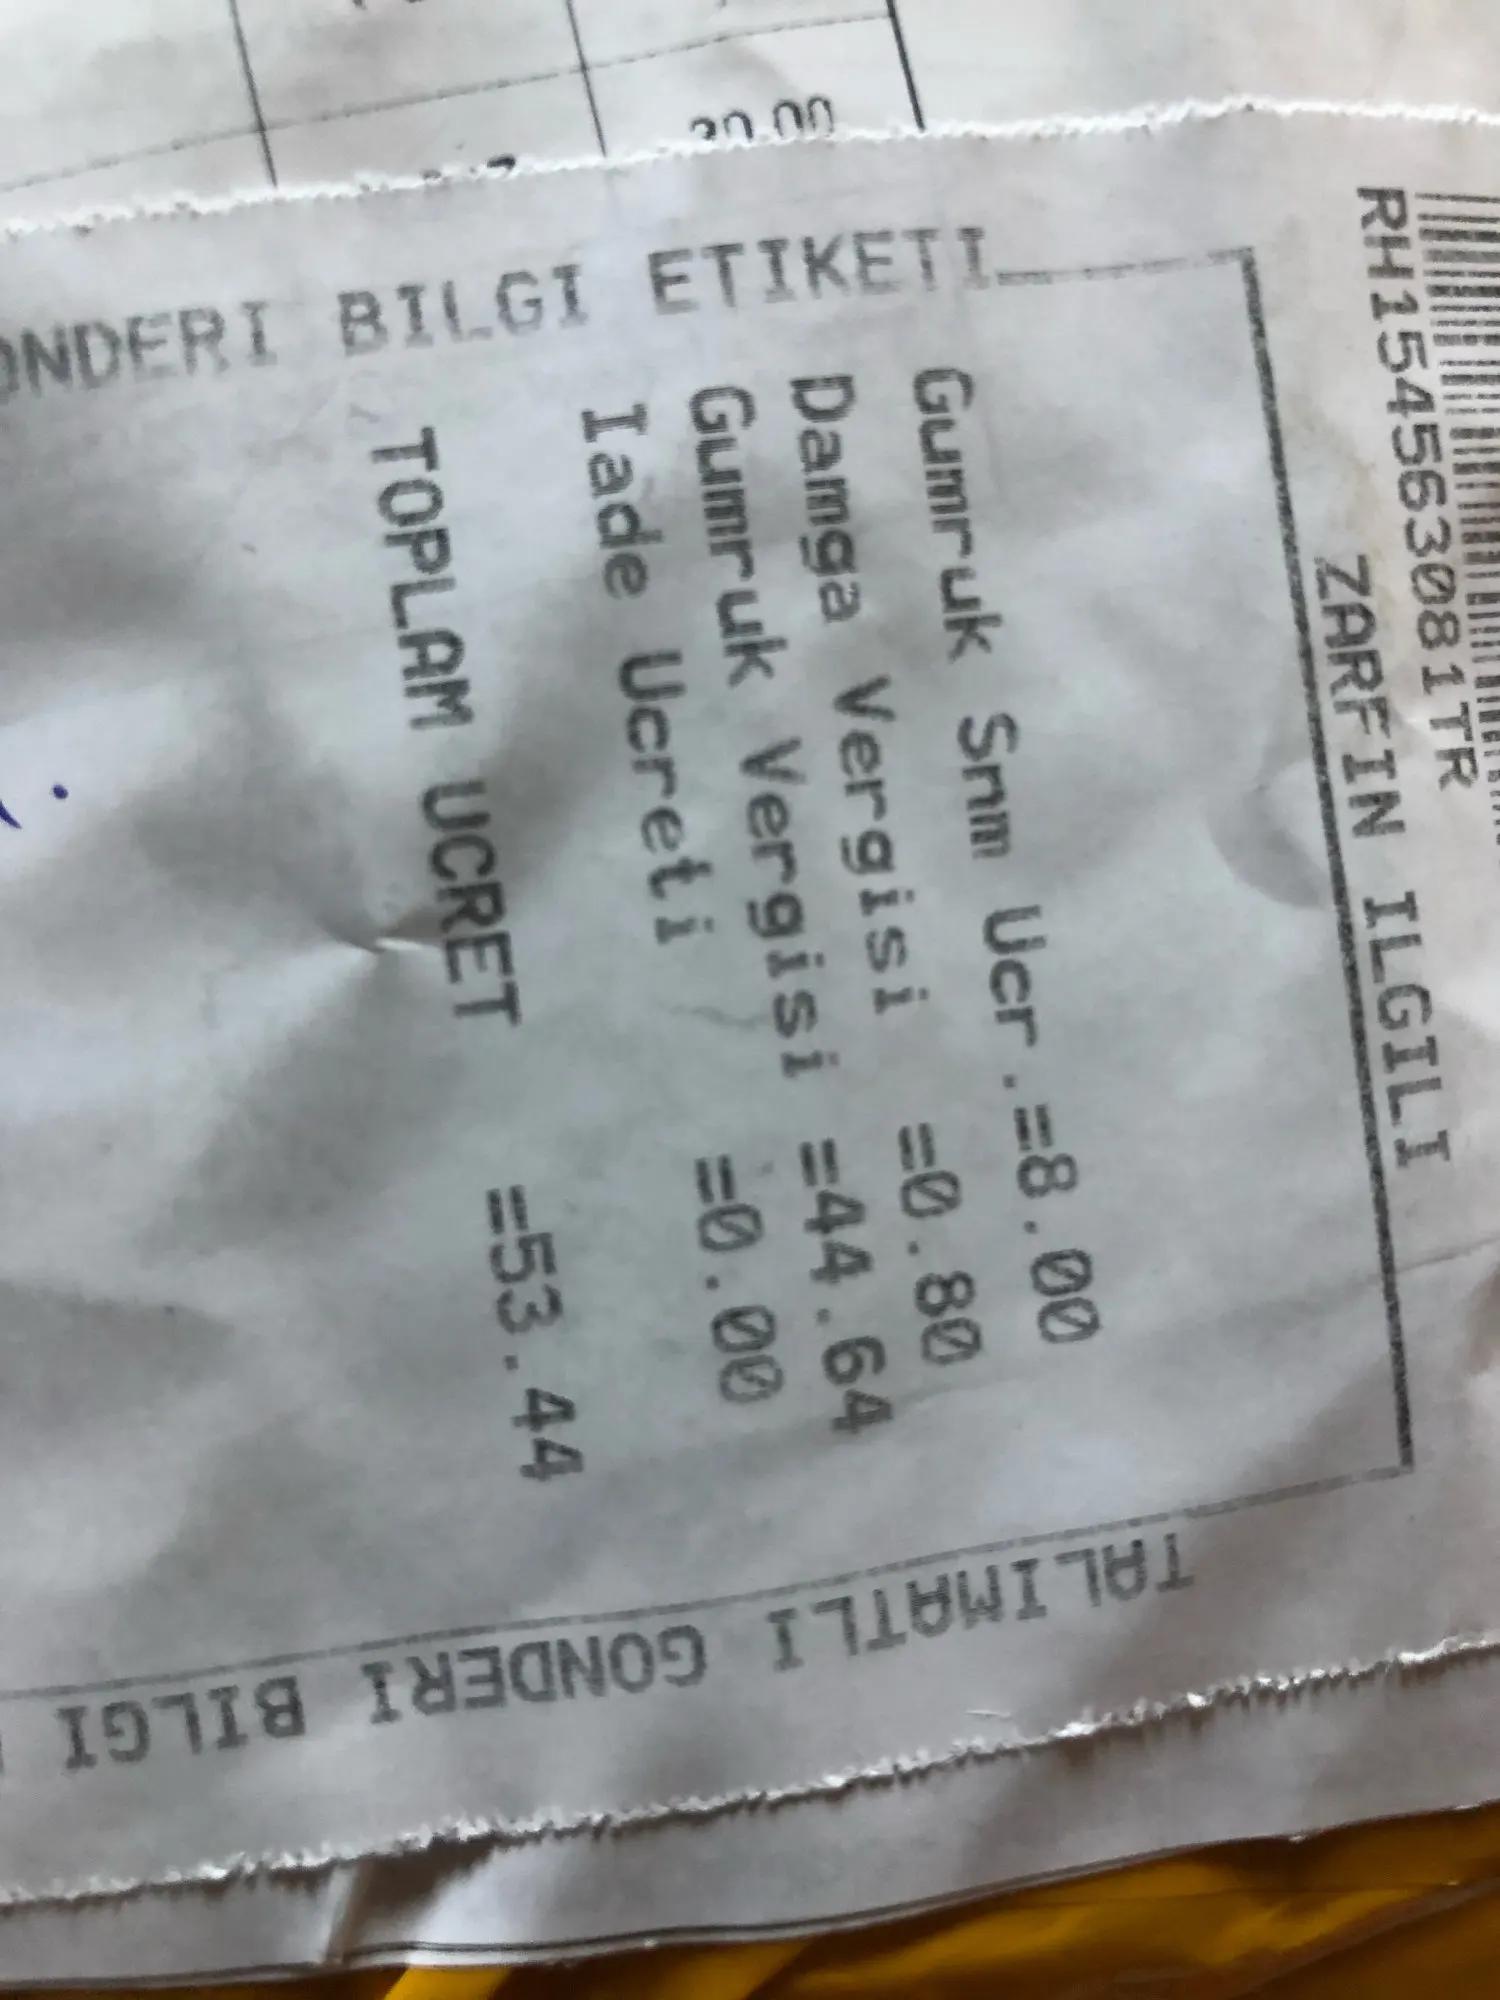 30.00
RH154563081TR
ZARFIN ILGILI
ONDERI BILGI ETIKETI
Gumruk Snm Ucr.=8.00
Damga Vergisi =0.80
Gumruk Vergisi =44.64
Iade Ucreti =0.00
TOPLAM UCRET =53.44
TALIMATLI GONDERI BILGI